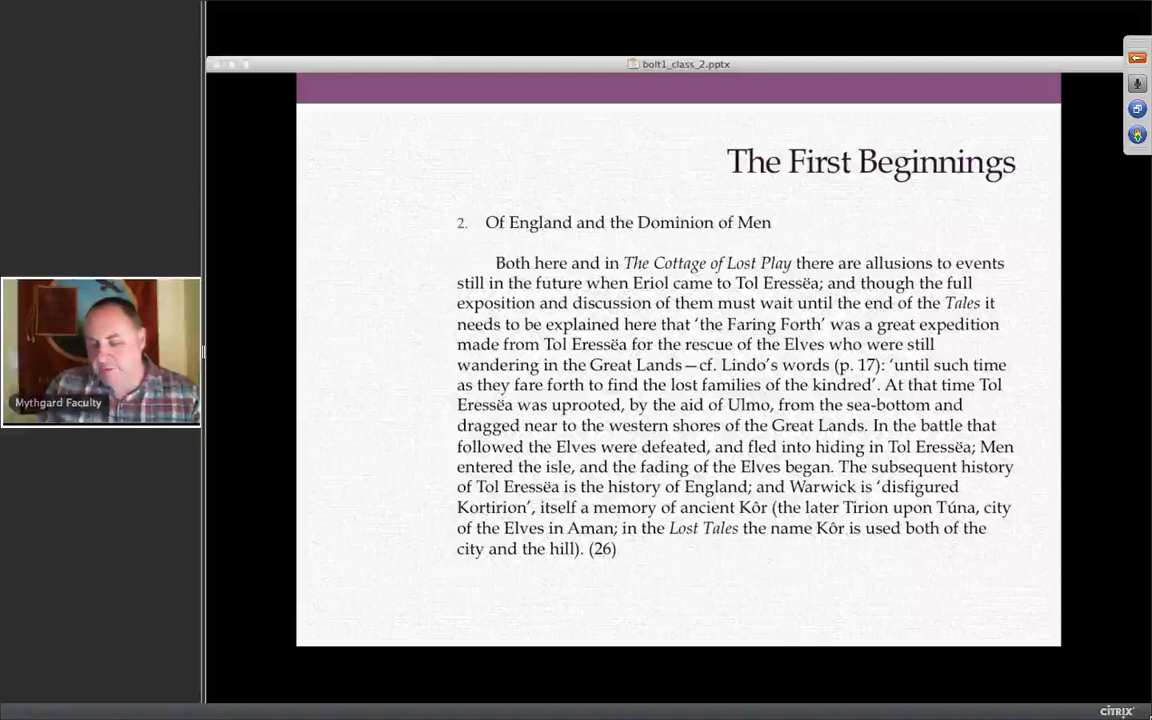 bolt1_class_2.pptx
The First Beginnings
2. Of England and the Dominion of Men
Both here and in The Cottage of Lost Play there are allusions to events
still in the future when Eriol came to Tol Eressëa; and though the full
exposition and discussion of them must wait until the end of the Tales it
needs to be explained here that ‘the Faring Forth’ was a great expedition
made from Tol Eressëa for the rescue of the Elves who were still
wandering in the Great Lands—cf. Lindo’s words (p. 17): ‘until such time
as they fare forth to find the lost families of the kindred’. At that time Tol
Eressëa was uprooted, by the aid of Ulmo, from the sea-bottom and
dragged near to the western shores of the Great Lands. In the battle that
followed the Elves were defeated, and fled into hiding in Tol Eressëa; Men
entered the isle, and the fading of the Elves began. The subsequent history
of Tol Eressëa is the history of England; and Warwick is ‘disfigured
Kortirion’, itself a memory of ancient Kôr (the later Tirion upon Túna, city
of the Elves in Aman; in the Lost Tales the name Kôr is used both of the
city and the hill). (26)
Mythgard Faculty
CİTRIX